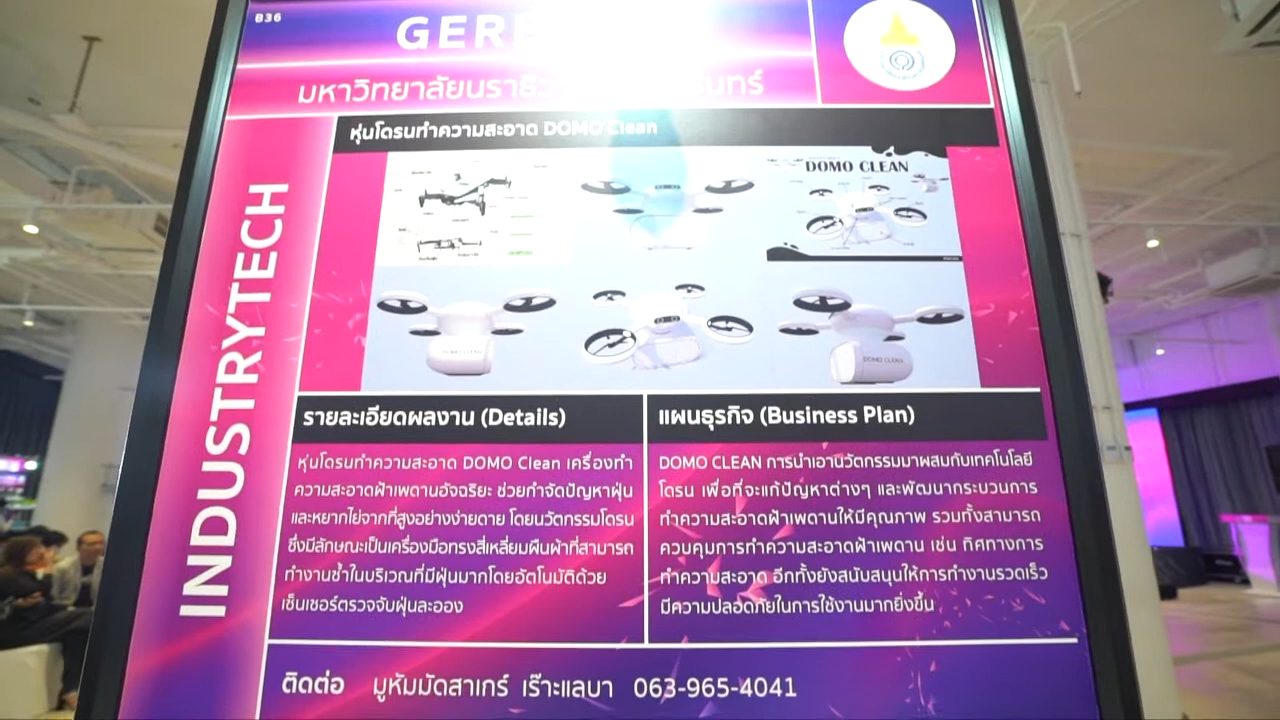 B36
มหาวิทยาลัยนราธิว
นทร์
หุ่นโดรนทำความสะอาด DOMO Clean
DOMO CLEAN
DOMO CLEAN
DOMO CLEAN
INDUSTRYTECH
รายละเอียดผลงาน (Details)
หุ่นโดรนทำความสะอาด DOMO Clean เครื่องทำ
ความสะอาดฝ้าเพดานอัจฉริยะ ช่วยกำจัดปัญหาฝุ่น
และหยากไย่จากที่สูงอย่างง่ายดาย โดยนวัตกรรมโดรน
ซึ่งมีลักษณะเป็นเครื่องมือทรงสี่เหลี่ยมผืนผ้าที่สามารถ
ทำงานซ้ำในบริเวณที่มีฝุ่นมากโดยอัตโนมัติด้วย
เซ็นเซอร์ตรวจจับฝุ่นละออง
แผนธุรกิจ (Business Plan)
DOMO CLEAN การนำเอานวัตกรรมมาผสมกับเทคโนโลยี
โดรน เพื่อที่จะแก้ปัญหาต่างๆ และพัฒนากระบวนการ
ทำความสะอาดฝ้าเพดานให้มีคุณภาพ รวมทั้งสามารถ
ควบคุมการทำความสะอาดฝ้าเพดาน เช่น ทิศทางการ
ทำความสะอาด อีกทั้งยังสนับสนุนให้การทำงานรวดเร็ว
มีความปลอดภัยในการใช้งานมากยิ่งขึ้น
ติดต่อ มูหัมมัดสาเกร์ เร๊าะแลบา 063-965-4041